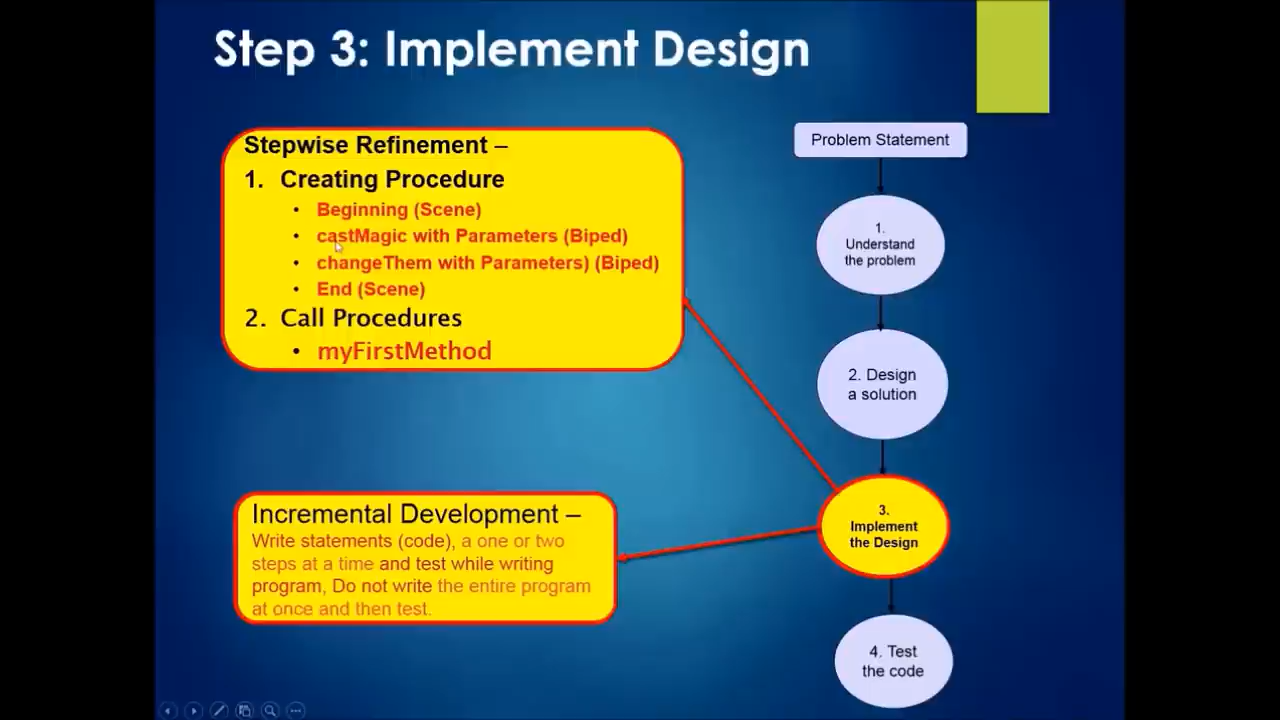 Step 3: Implement Design
Stepwise Refinement –
1. Creating Procedure
• Beginning (Scene)
• castMagic with Parameters (Biped)
• changeThem with Parameters) (Biped)
• End (Scene)
2. Call Procedures
• myFirstMethod
Incremental Development –
Write statements (code), a one or two
steps at a time and test while writing
program, Do not write the entire program
at once and then test.
Problem Statement
1.
Understand
the problem
2. Design
a solution
3.
Implement
the Design
4. Test
the code